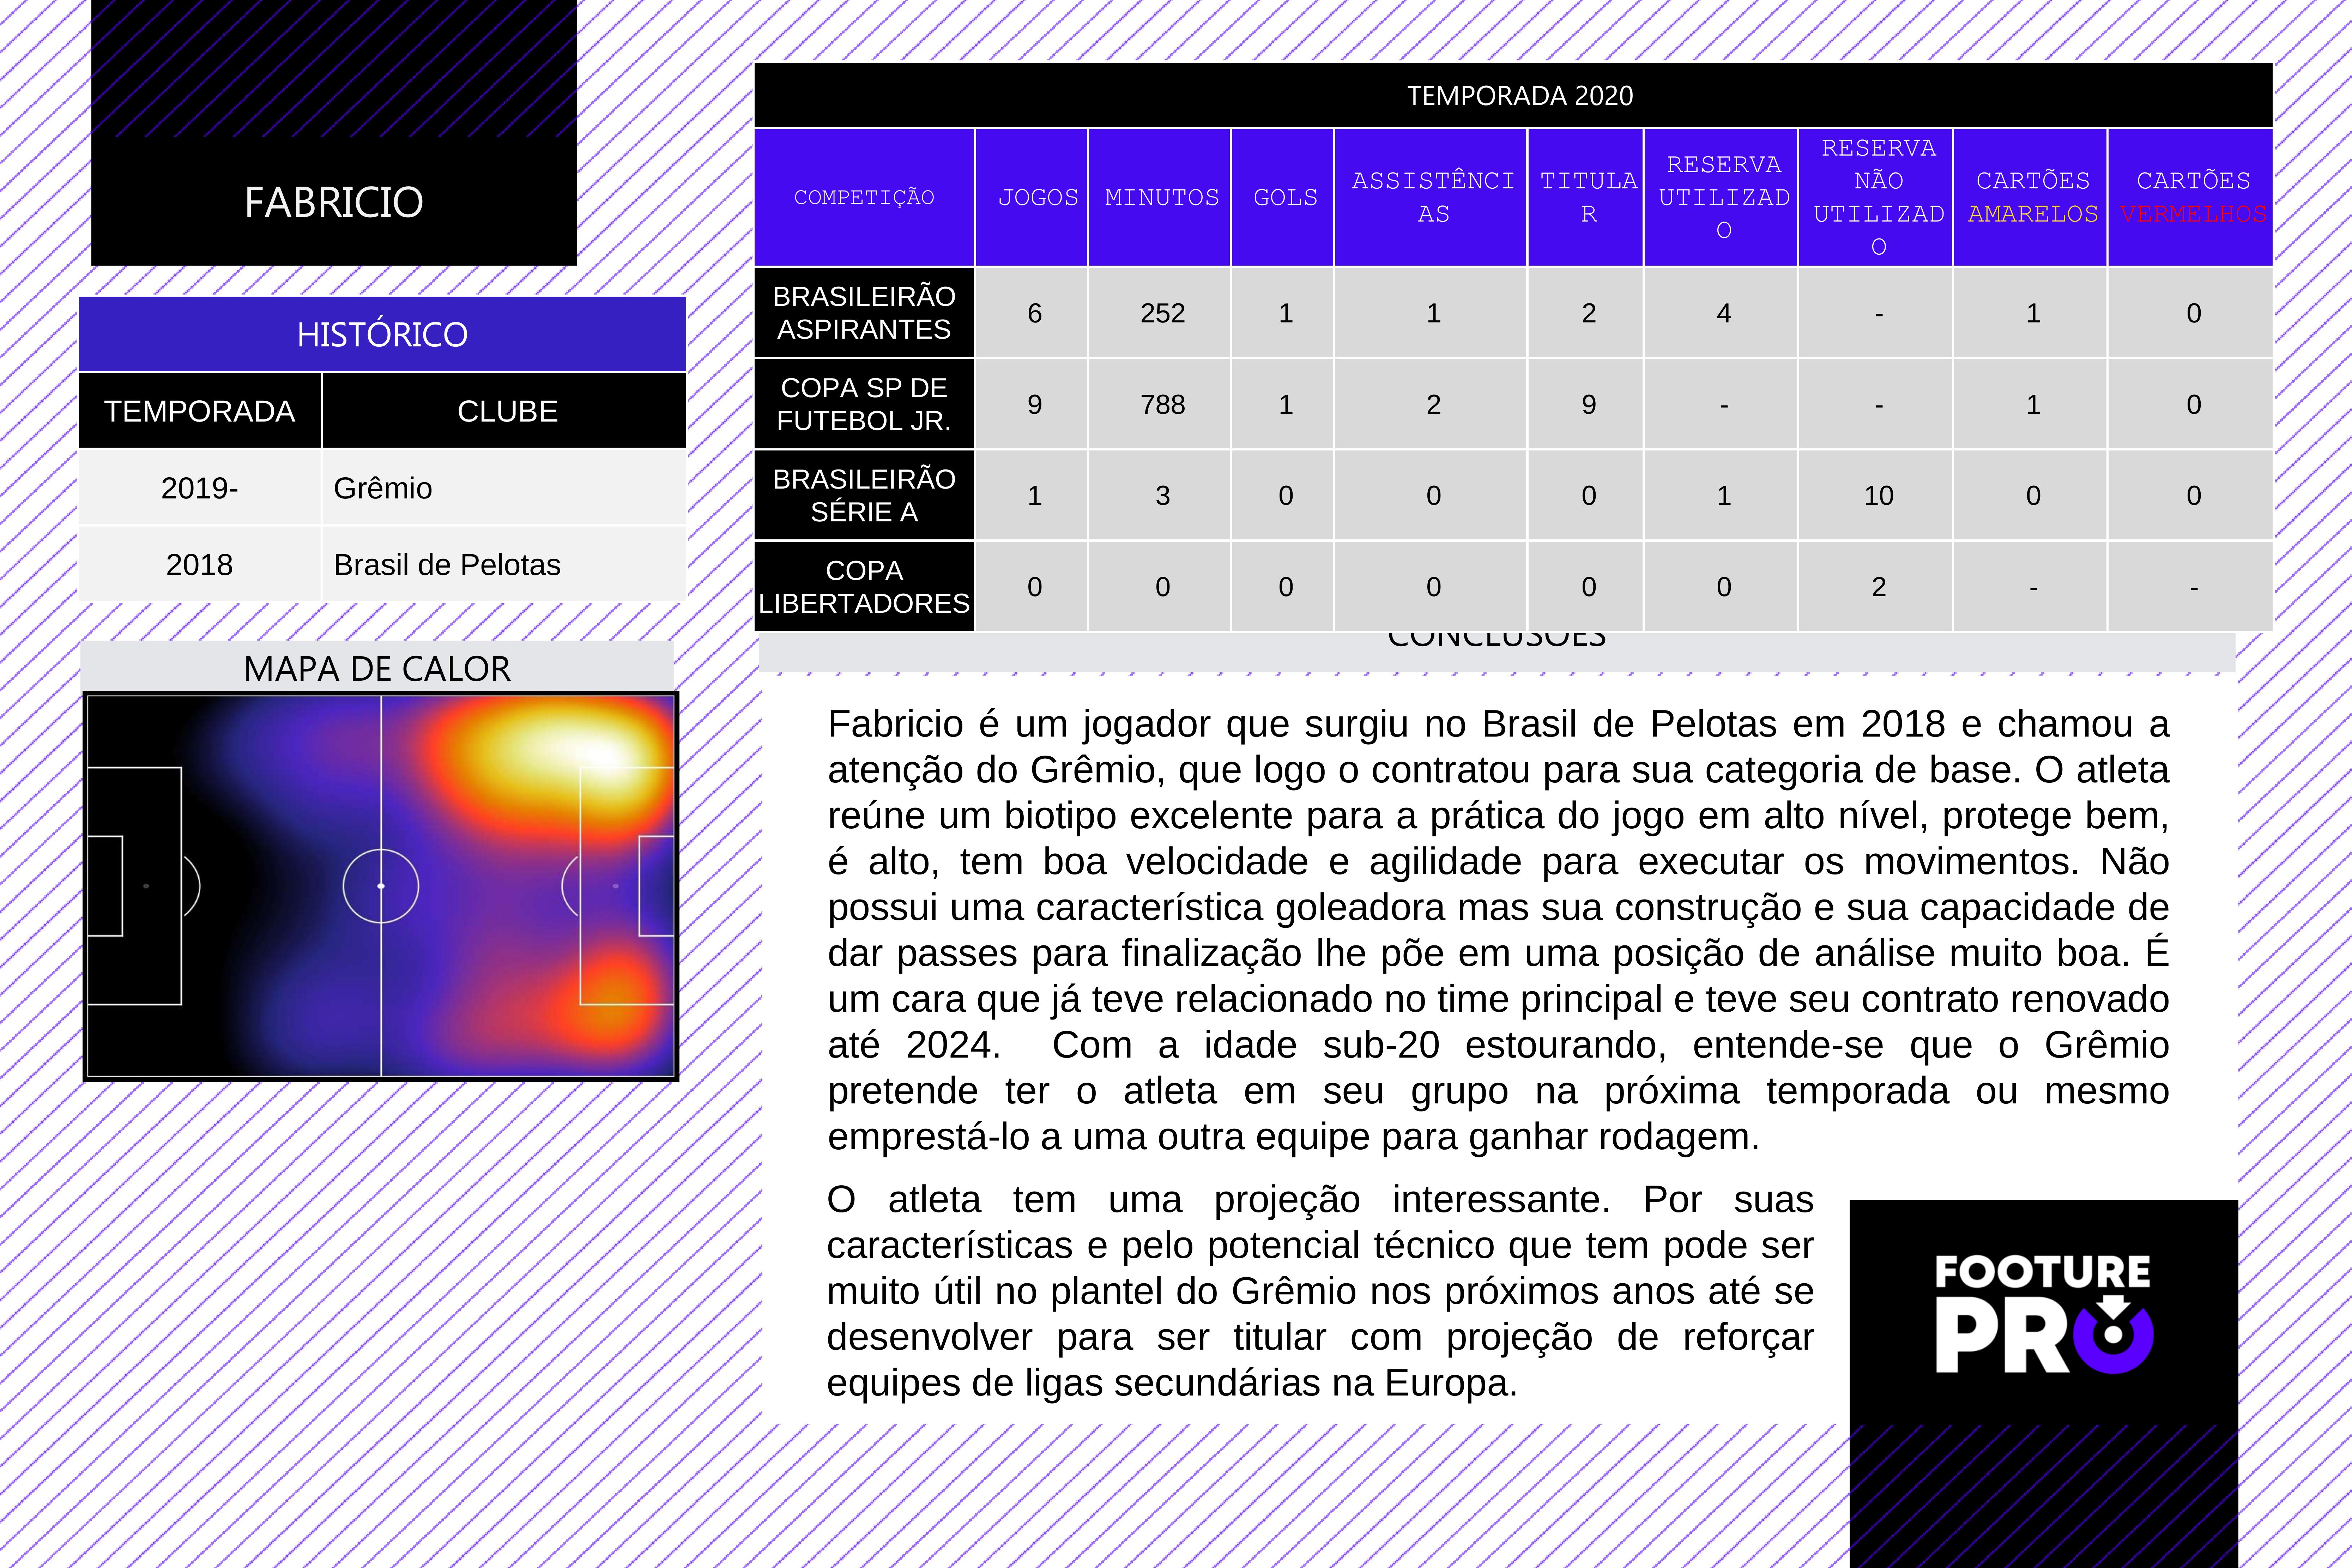 FABRICIO
HISTÓRICO
TEMPORADA CLUBE
2019- Grêmio
2018 Brasil de Pelotas
MAPA DE CALOR
TEMPORADA 2020
COMPETIÇÃO JOGOS MINUTOS GOLS ASSISTÊNCI
AS TITULA
R RESERVA
UTILIZAD
O RESERVA
NÃO
UTILIZAD
O CARTÕES
AMARELOS CARTÕES
VERMELHOS
BRASILEIRÃO
ASPIRANTES 6 252 1 1 2 4 - 1 0
COPA SP DE
FUTEBOL JR. 9 788 1 2 9 - - 1 0
BRASILEIRÃO
SÉRIE A 1 3 0 0 0 1 10 0 0
COPA
LIBERTADORES 0 0 0 0 0 0 2 - -
CONCLUSÕES
Fabricio é um jogador que surgiu no Brasil de Pelotas em 2018 e chamou a
atenção do Grêmio, que logo o contratou para sua categoria de base. O atleta
reúne um biotipo excelente para a prática do jogo em alto nível, protege bem,
é alto, tem boa velocidade e agilidade para executar os movimentos. Não
possui uma característica goleadora mas sua construção e sua capacidade de
dar passes para finalização lhe põe em uma posição de análise muito boa. É
um cara que já teve relacionado no time principal e teve seu contrato renovado
até 2024. Com a idade sub-20 estourando, entende-se que o Grêmio
pretende ter o atleta em seu grupo na próxima temporada ou mesmo
emprestá-lo a uma outra equipe para ganhar rodagem.
O atleta tem uma projeção interessante. Por suas
características e pelo potencial técnico que tem pode ser
muito útil no plantel do Grêmio nos próximos anos até se
desenvolver para ser titular com projeção de reforçar
equipes de ligas secundárias na Europa.
FOOTURE
PRO